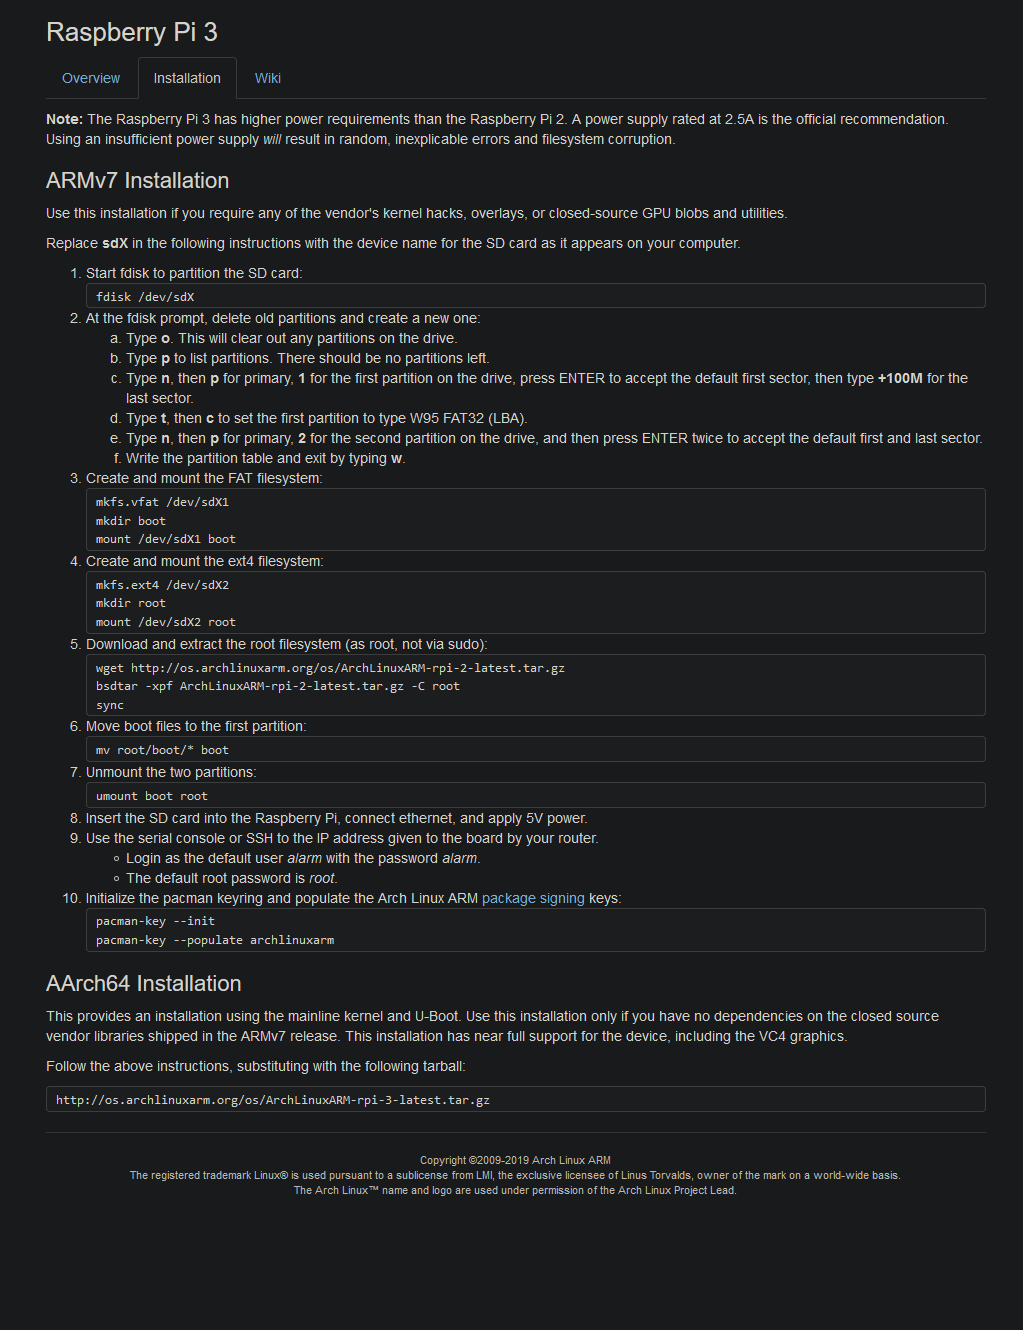 Raspberry Pi 3
Overview
Installation
Wiki
Note: The Raspberry Pi 3 has higher power requirements than the Raspberry Pi 2. A power supply rated at 2.5A is the official recommendation.
Using an insufficient power supply will result in random, inexplicable errors and filesystem corruption.
ARMv7 Installation
Use this installation if you require any of the vendor's kernel hacks, overlays, or closed-source GPU blobs and utilities.
Replace sdX in the following instructions with the device name for the SD card as it appears on your computer.
1. Start fdisk to partition the SD card:
fdisk /dev/sdX
2. At the fdisk prompt, delete old partitions and create a new one:
a. Type o. This will clear out any partitions on the drive.
b. Type p to list partitions. There should be no partitions left.
c. Type n, then p for primary, 1 for the first partition on the drive, press ENTER to accept the default first sector, then type +100M for the
last sector.
d. Type t, then c to set the first partition to type W95 FAT32 (LBA).
e. Type n, then p for primary, 2 for the second partition on the drive, and then press ENTER twice to accept the default first and last sector.
f. Write the partition table and exit by typing w.
3. Create and mount the FAT filesystem:
mkfs.vfat /dev/sdX1
mkdir boot
mount /dev/sdX1 boot
4. Create and mount the ext4 filesystem:
mkfs.ext4 /dev/sdX2
mkdir root
mount /dev/sdX2 root
5. Download and extract the root filesystem (as root, not via sudo):
wget http://os.archlinuxarm.org/os/ArchLinuxARM-rpi-2-latest.tar.gz
bsdtar -xpf ArchLinuxARM-rpi-2-latest.tar.gz -C root
sync
6. Move boot files to the first partition:
mv root/boot/* boot
7. Unmount the two partitions:
umount boot root
8. Insert the SD card into the Raspberry Pi, connect ethernet, and apply 5V power.
9. Use the serial console or SSH to the IP address given to the board by your router.
◦ Login as the default user alarm with the password alarm.
◦ The default root password is root.
10. Initialize the pacman keyring and populate the Arch Linux ARM package signing keys:
pacman-key --init
pacman-key --populate archlinuxarm
AArch64 Installation
This provides an installation using the mainline kernel and U-Boot. Use this installation only if you have no dependencies on the closed source
vendor libraries shipped in the ARMv7 release. This installation has near full support for the device, including the VC4 graphics.
Follow the above instructions, substituting with the following tarball:
http://os.archlinuxarm.org/os/ArchLinuxARM-rpi-3-latest.tar.gz
Copyright ©2009-2019 Arch Linux ARM
The registered trademark Linux® is used pursuant to a sublicense from LMI, the exclusive licensee of Linus Torvalds, owner of the mark on a world-wide basis.
The Arch Linux™ name and logo are used under permission of the Arch Linux Project Lead.